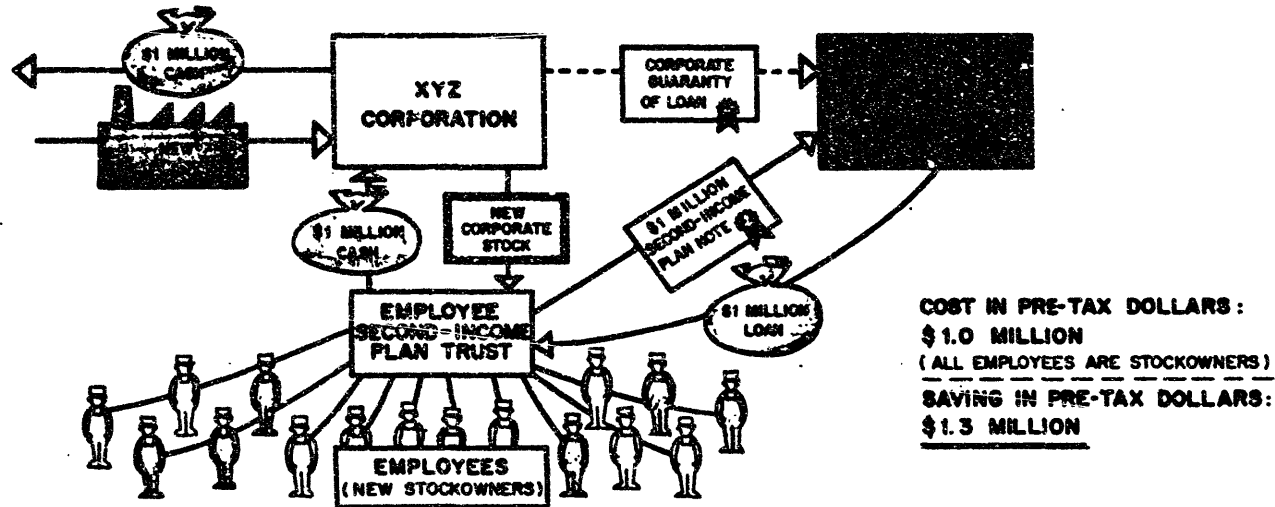 $1 MILLION
CASH
XYZ
CORPORATION
CORPORATE
GUARANTY
OF LOAN
NEW
$1 MILLION
CASH
NEW
CORPORATE
STOCK
$1 MILLION
SECOND-INCOME
PLAN NOTE
$1 MILLION
LOAN
EMPLOYEE
SECOND-INCOME
PLAN TRUST
COST IN PRE-TAX DOLLARS:
$1.0 MILLION
(ALL EMPLOYEES ARE STOCKOWNERS)
SAVING IN PRE-TAX DOLLARS:
$1.3 MILLION
EMPLOYEES
(NEW STOCKOWNERS)